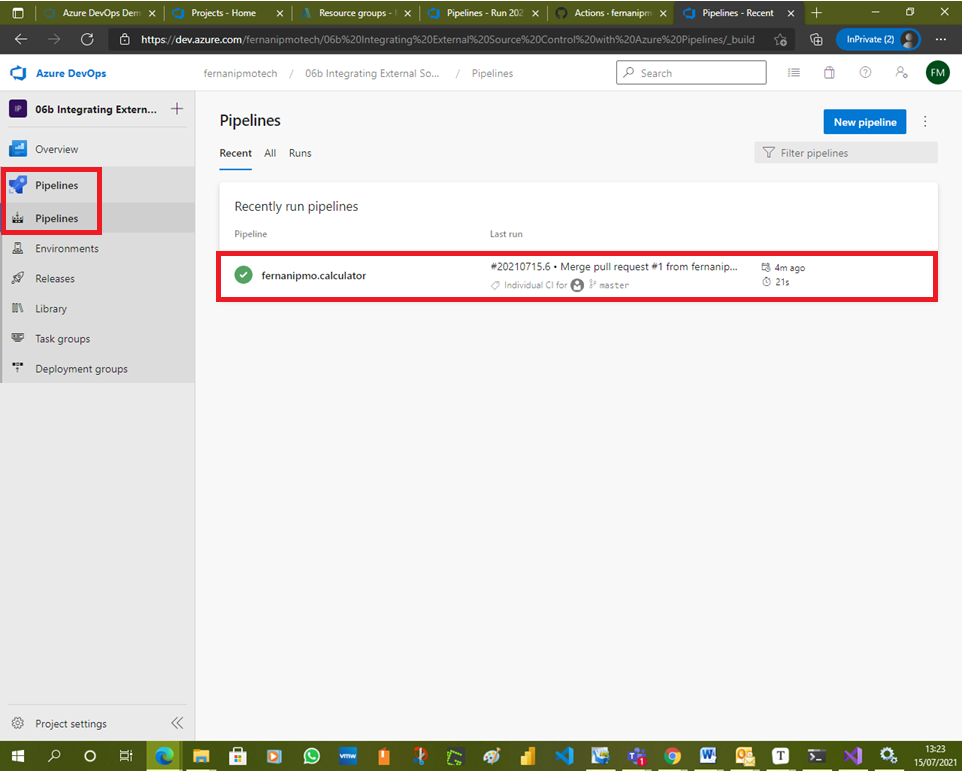 Azure DevOps Dem
Projects - Home
Resource groups -
Pipelines - Run 202
Actions · fernanipm
Pipelines - Recent
https://dev.azure.com/fernanipmotech/06b%20Integrating%20External%20Source%20Control%20with%20Azure%20Pipelines/_build
InPrivate (2)
Azure DevOps
fernanipmotech / 06b Integrating External So... / Pipelines
Search
FM
IP
06b Integrating Extern...
Overview
Pipelines
Pipelines
Environments
Releases
Library
Task groups
Deployment groups
Project settings
Pipelines
New pipeline
Recent All Runs
Filter pipelines
Recently run pipelines
Pipeline Last run
fernanipmo.calculator
#20210715.6 • Merge pull request #1 from fernanip...
Individual CI for master
4m ago
21s
vmw
13:23
15/07/2021